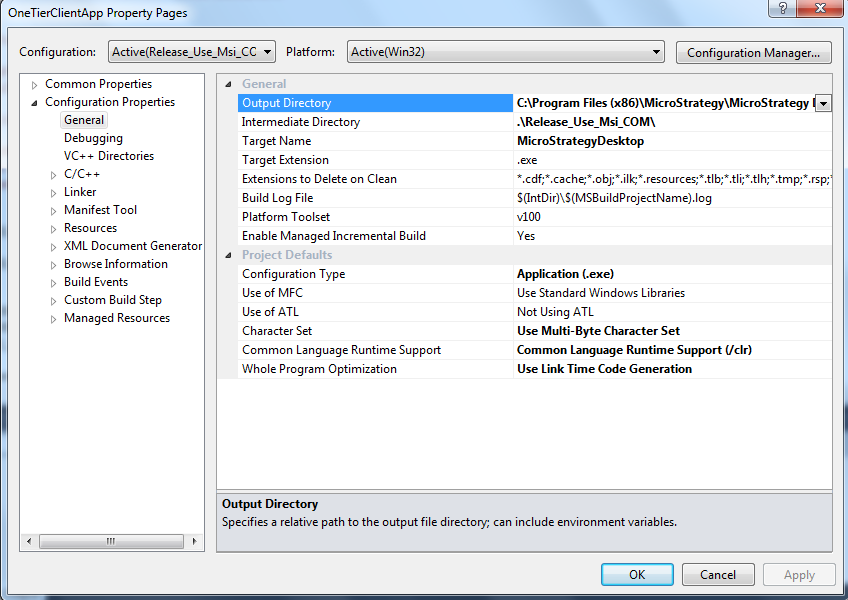 OneTierClientApp Property Pages
Configuration: Active(Release_Use_Msi_CC Platform: Active(Win32) Configuration Manager...
Common Properties
Configuration Properties
General
Debugging
VC++ Directories
C/C++
Linker
Manifest Tool
Resources
XML Document Generator
Browse Information
Build Events
Custom Build Step
Managed Resources
General
Output Directory C:\Program Files (x86)\MicroStrategy\MicroStrategy
Intermediate Directory .\Release_Use_Msi_COM\
Target Name MicroStrategyDesktop
Target Extension .exe
Extensions to Delete on Clean *.cdf;*.cache;*.obj;*.ilk;*.resources;*.tlb;*.tli;*.tlh;*.tmp;*.rsp;*
Build Log File $(IntDir)\$(MSBuildProjectName).log
Platform Toolset v100
Enable Managed Incremental Build Yes
Project Defaults
Configuration Type Application (.exe)
Use of MFC Use Standard Windows Libraries
Use of ATL Not Using ATL
Character Set Use Multi-Byte Character Set
Common Language Runtime Support Common Language Runtime Support (/clr)
Whole Program Optimization Use Link Time Code Generation
Output Directory
Specifies a relative path to the output file directory; can include environment variables.
OK Cancel Apply